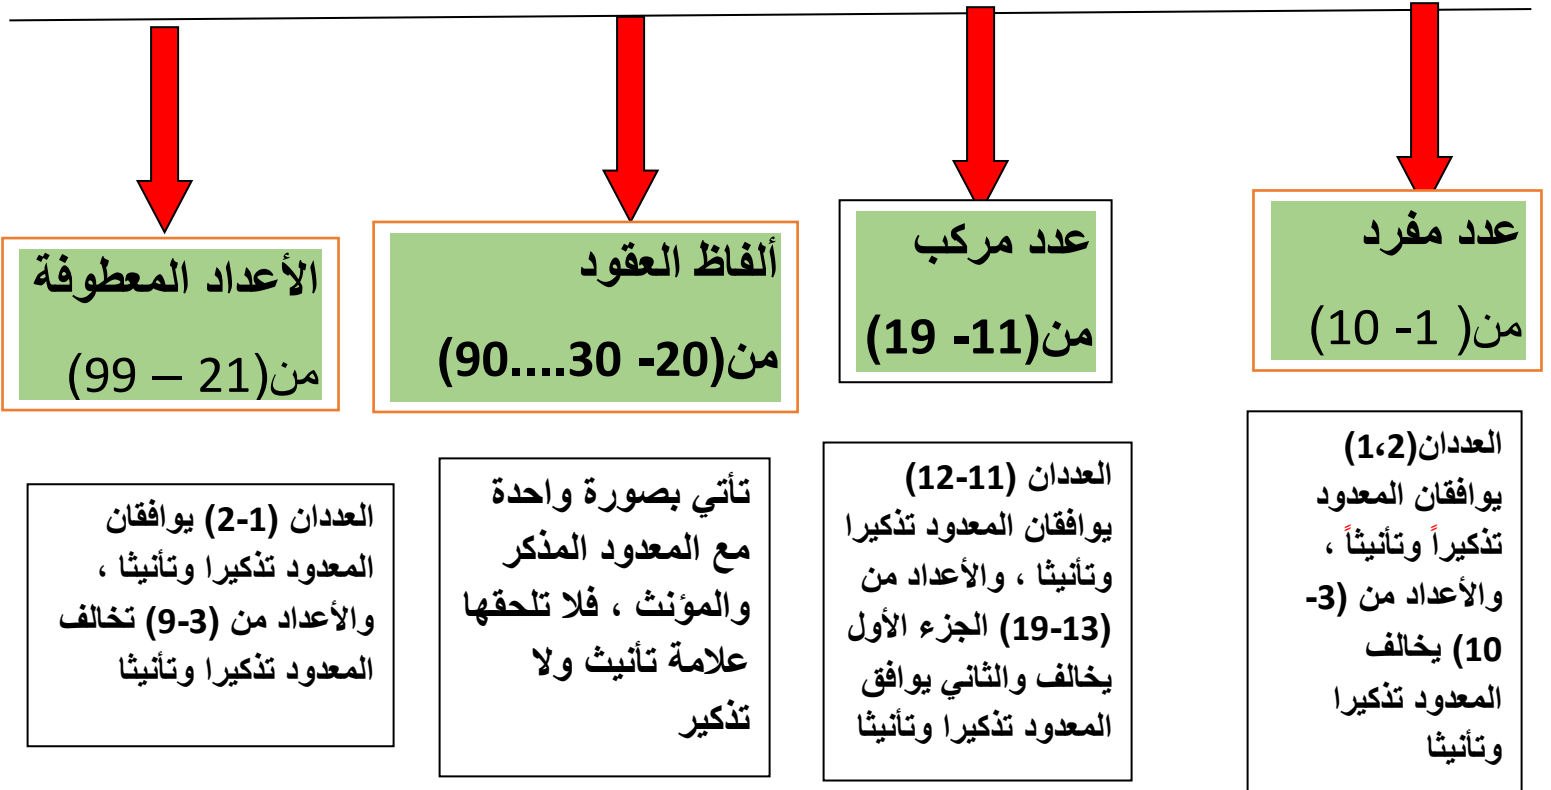 عدد مفرد
من( 1- 10)
عدد مركب
من(11- 19)
ألفاظ العقود
من(20- 30....90)
الأعداد المعطوفة
من(21 – 99)
العددان(1،2)
يوافقان المعدود
تذكيراً وتأنيثاً ،
والأعداد من (3-
10) يخالف
المعدود تذكيرا
وتأنيثا
العددان (11-12)
يوافقان المعدود تذكيرا
وتأنيثا ، والأعداد من
(13-19) الجزء الأول
يخالف والثاني يوافق
المعدود تذكيرا وتأنيثا
تأتي بصورة واحدة
مع المعدود المذكر
والمؤنث ، فلا تلحقها
علامة تأنيث ولا
تذكير
العددان (1-2) يوافقان
المعدود تذكيرا وتأنيثا ،
والأعداد من (3-9) تخالف
المعدود تذكيرا وتأنيثا